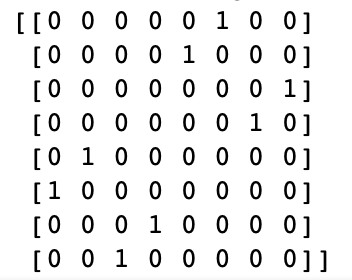 [[0 0 0 0 0 1 0 0]
[0 0 0 0 1 0 0 0]
[0 0 0 0 0 0 0 1]
[0 0 0 0 0 0 1 0]
[0 1 0 0 0 0 0 0]
[1 0 0 0 0 0 0 0]
[0 0 0 1 0 0 0 0]
[0 0 1 0 0 0 0 0]]